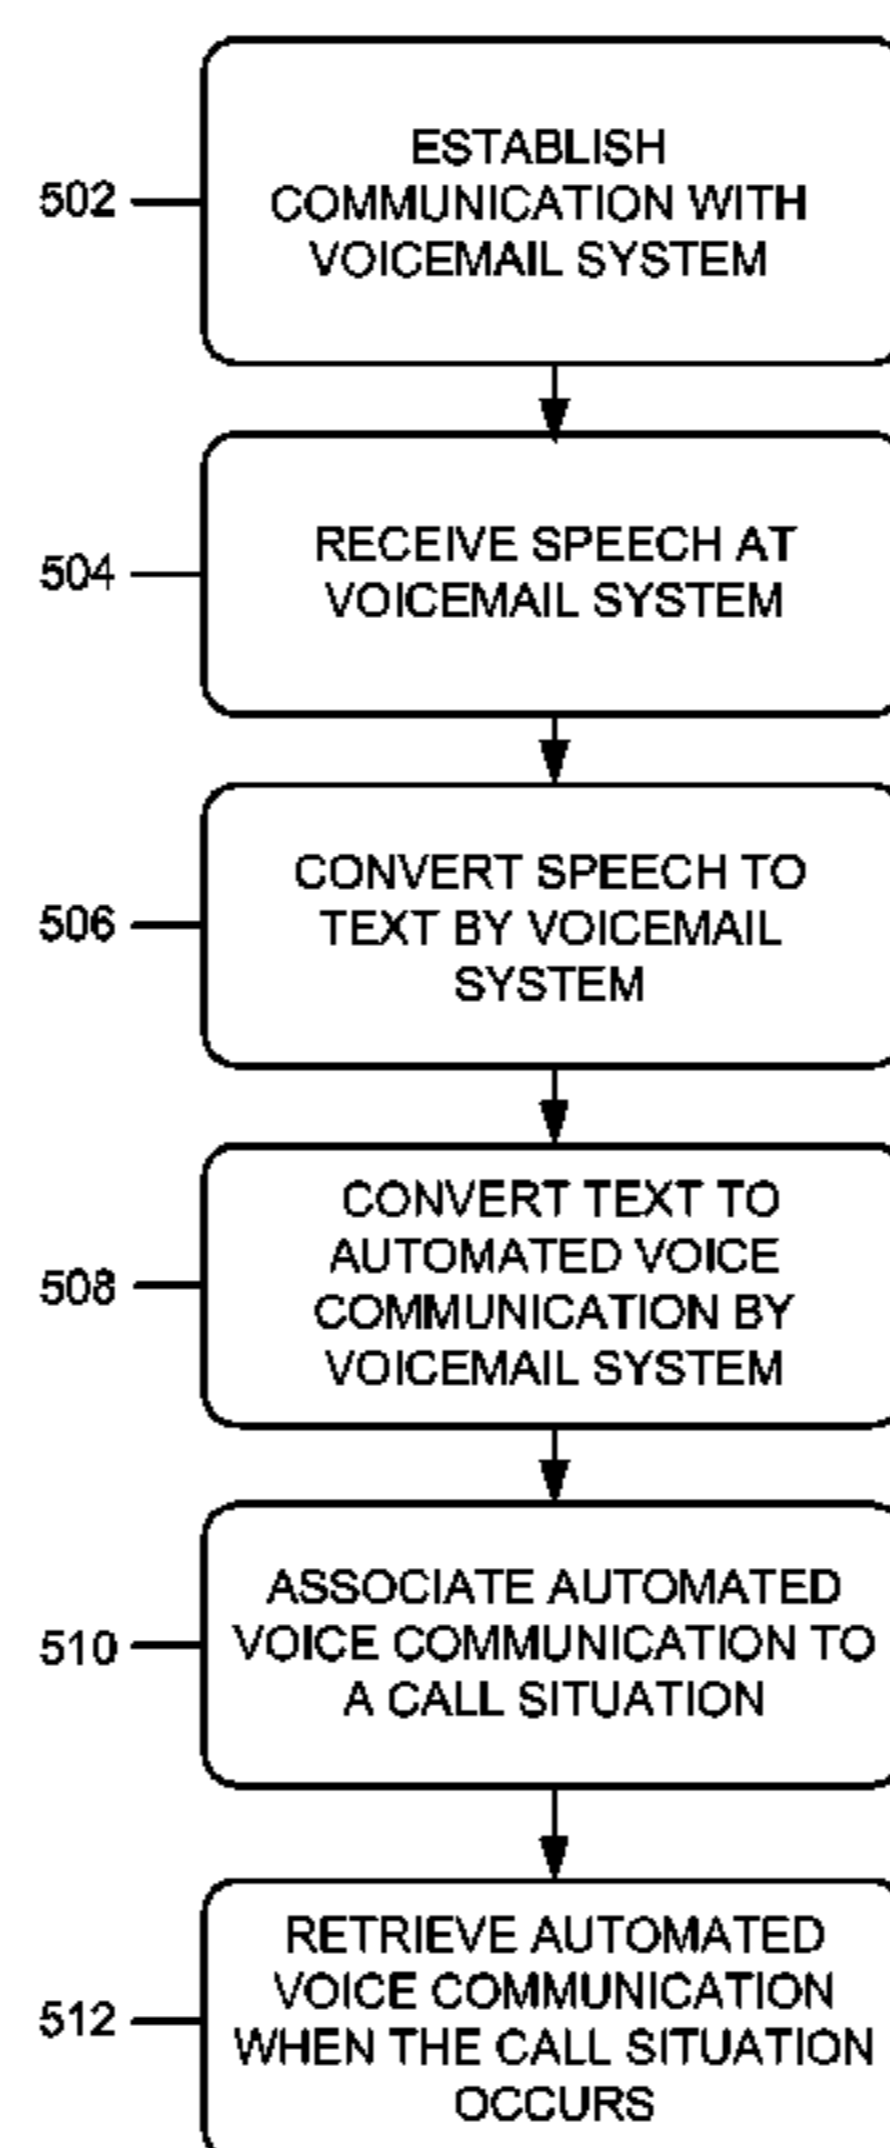 502
ESTABLISH
COMMUNICATION WITH
VOICEMAIL SYSTEM
504
RECEIVE SPEECH AT
VOICEMAIL SYSTEM
506
CONVERT SPEECH TO
TEXT BY VOICEMAIL
SYSTEM
508
CONVERT TEXT TO
AUTOMATED VOICE
COMMUNICATION BY
VOICEMAIL SYSTEM
510
ASSOCIATE AUTOMATED
VOICE COMMUNICATION TO
A CALL SITUATION
512
RETRIEVE AUTOMATED
VOICE COMMUNICATION
WHEN THE CALL SITUATION
OCCURS